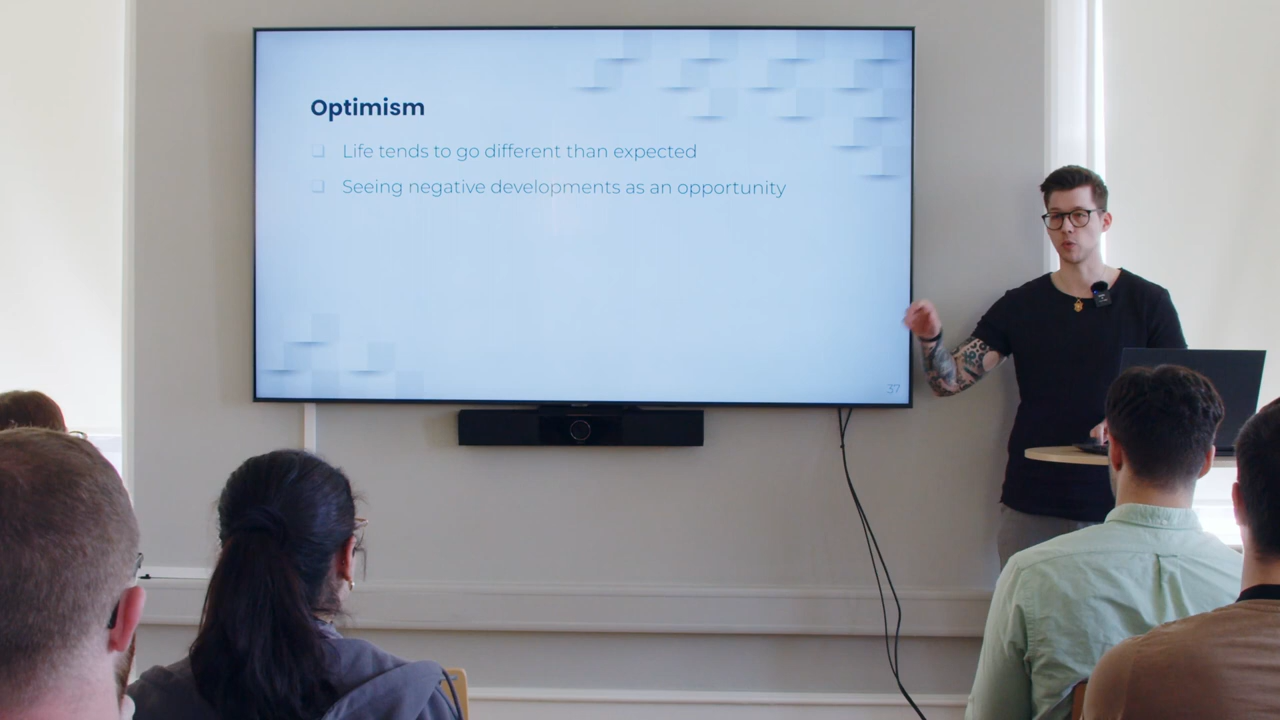 Optimism
Life tends to go different than expected
Seeing negative developments as an opportunity
37